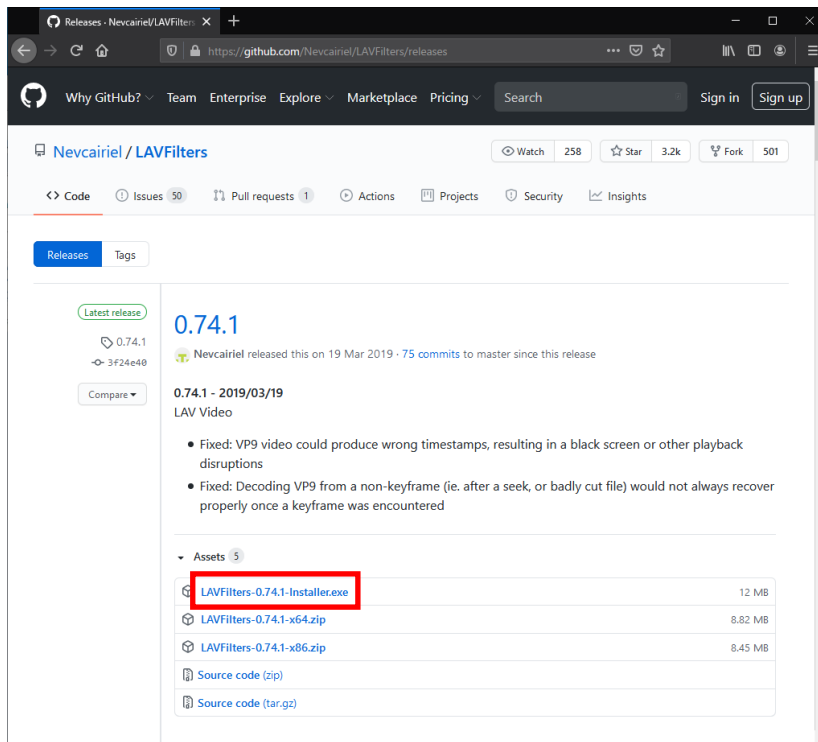 Releases · Nevcairiel/LAVFilters
https://github.com/Nevcairiel/LAVFilters/releases
Why GitHub? Team Enterprise Explore Marketplace Pricing Search Sign in Sign up
Nevcairiel / LAVFilters Watch 258 Star 3.2k Fork 501
Code Issues 50 Pull requests 1 Actions Projects Security Insights
Releases Tags
Latest release
0.74.1
3f24e40
Compare
0.74.1
Nevcairiel released this on 19 Mar 2019 · 75 commits to master since this release
0.74.1 - 2019/03/19
LAV Video
• Fixed: VP9 video could produce wrong timestamps, resulting in a black screen or other playback
disruptions
• Fixed: Decoding VP9 from a non-keyframe (ie. after a seek, or badly cut file) would not always recover
properly once a keyframe was encountered
Assets 5
LAVFilters-0.74.1-Installer.exe 12 MB
LAVFilters-0.74.1-x64.zip 8.82 MB
LAVFilters-0.74.1-x86.zip 8.45 MB
Source code (zip)
Source code (tar.gz)